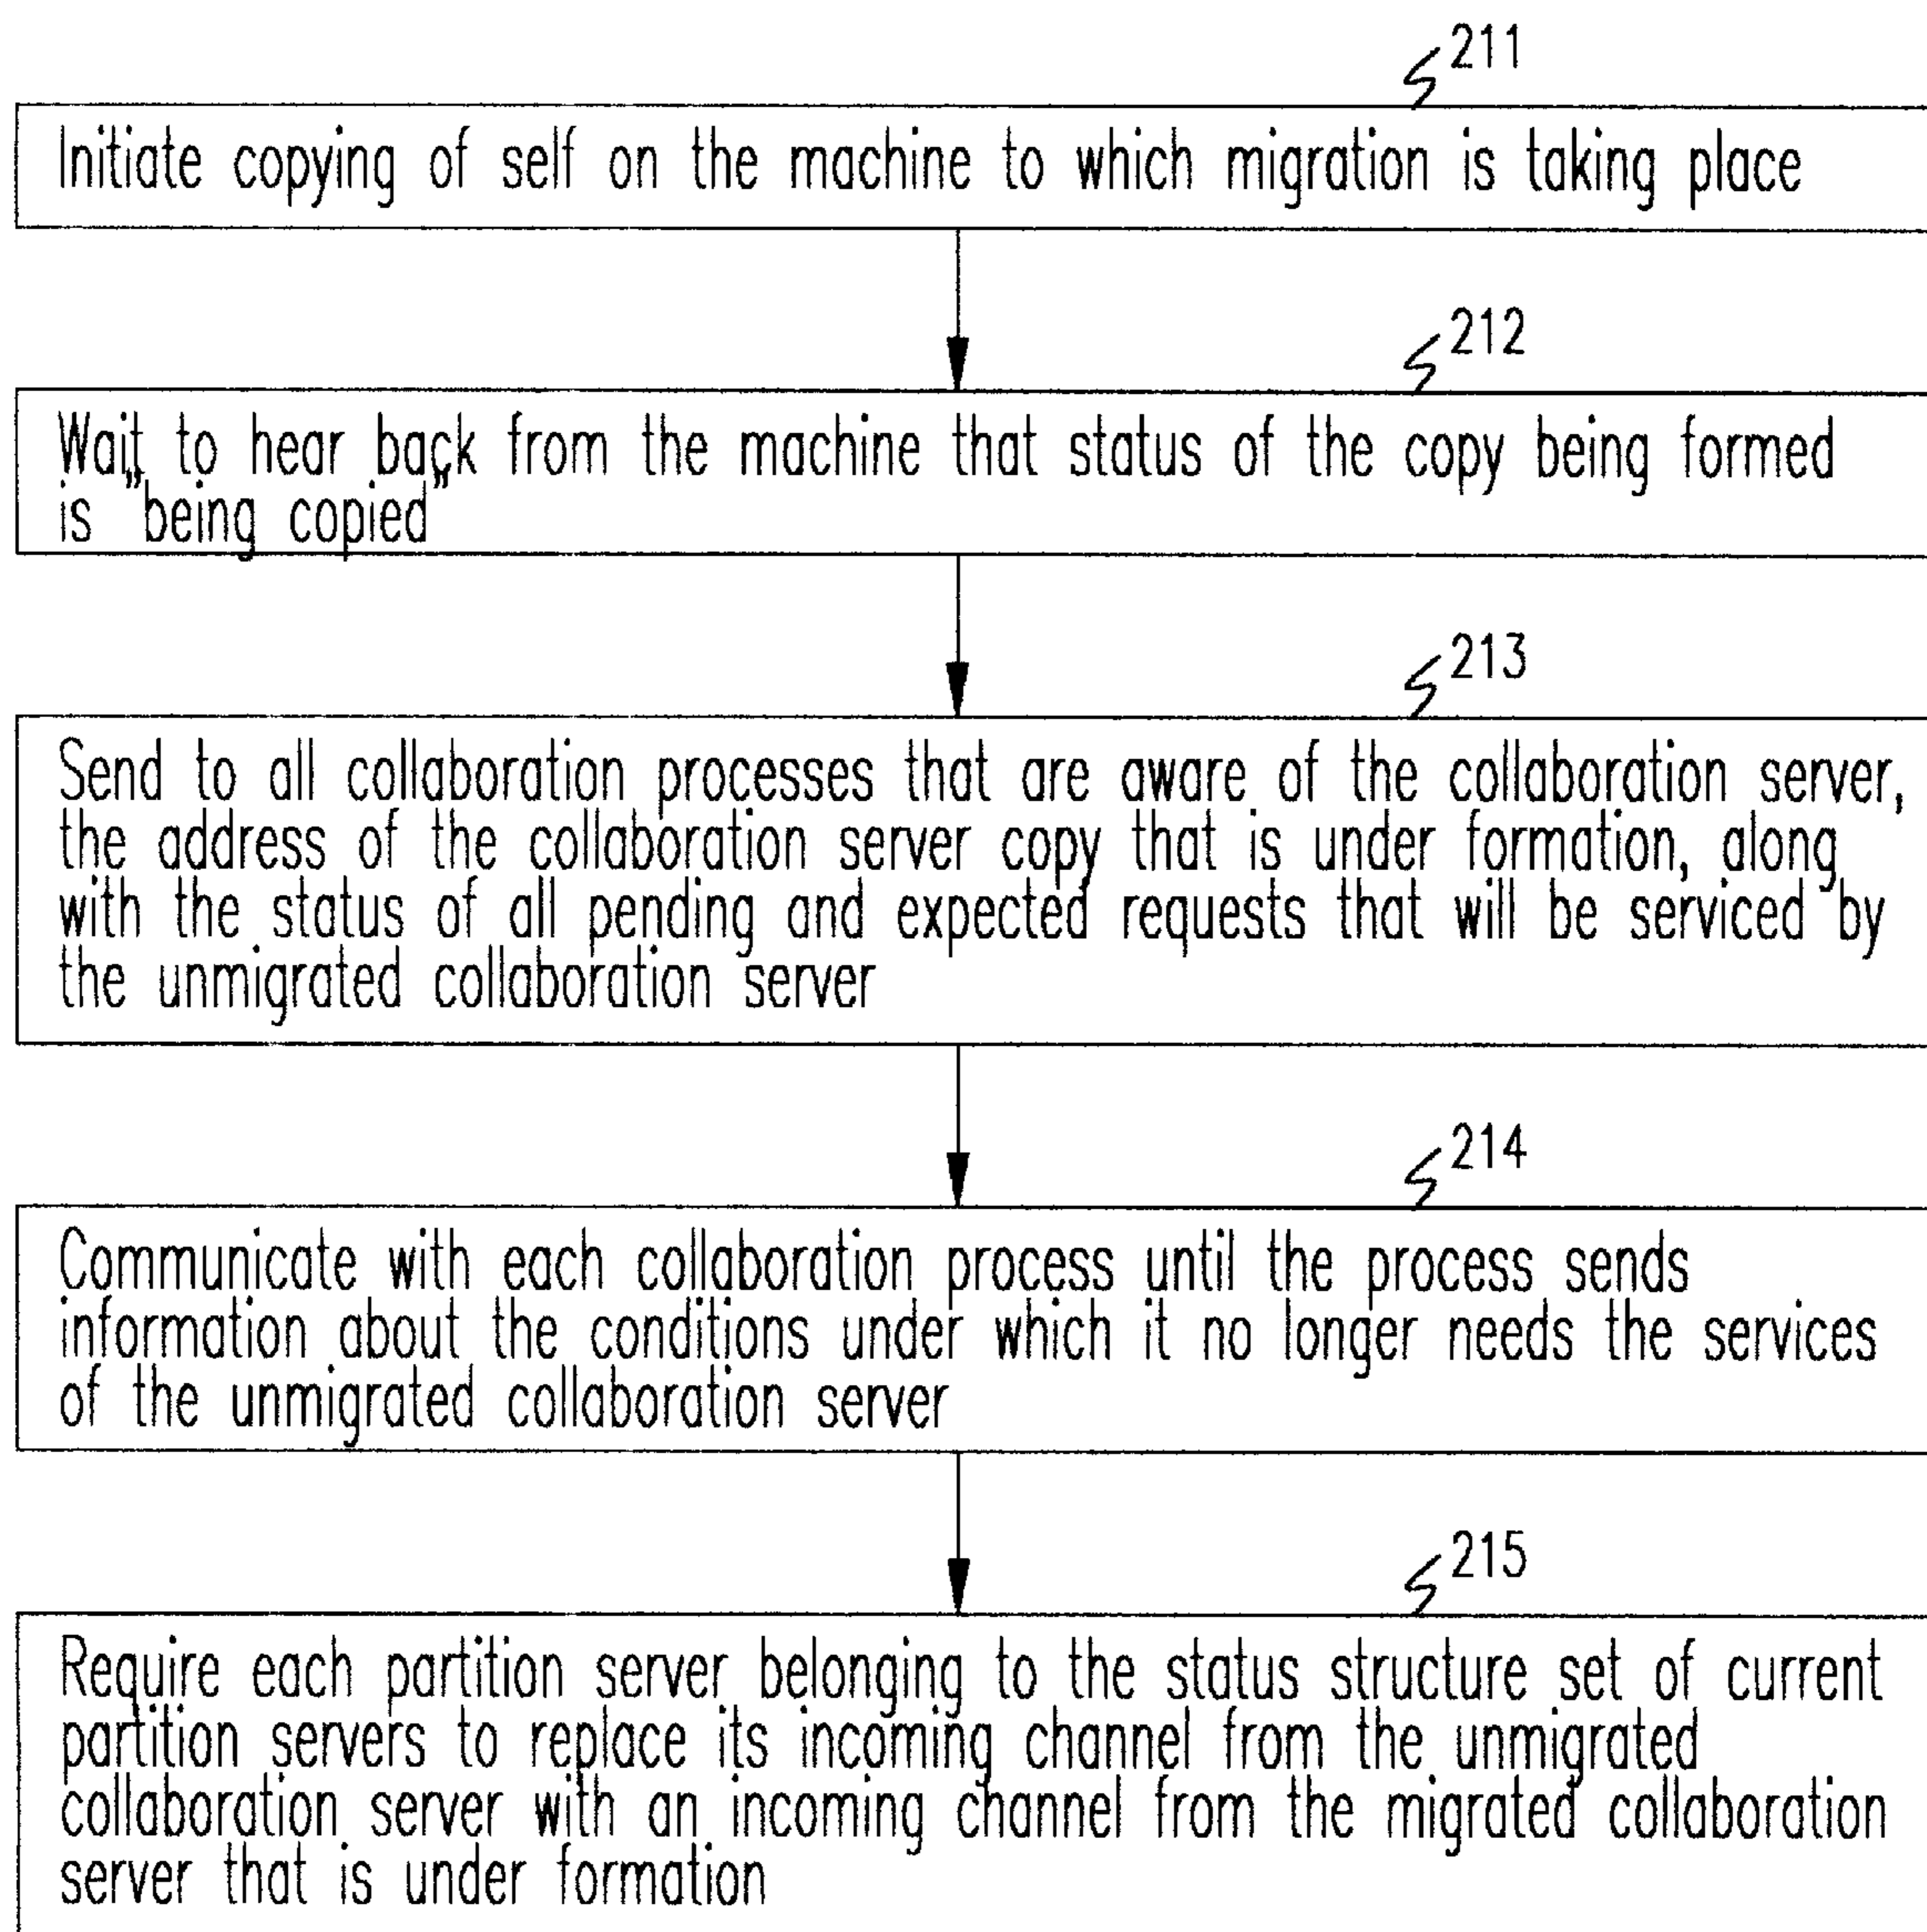 211
Initiate copying of self on the machine to which migration is taking place
212
Wait to hear back from the machine that status of the copy being formed
is "being copied"
213
Send to all collaboration processes that are aware of the collaboration server,
the address of the collaboration server copy that is under formation, along
with the status of all pending and expected requests that will be serviced by
the unmigrated collaboration server
214
Communicate with each collaboration process until the process sends
information about the conditions under which it no longer needs the services
of the unmigrated collaboration server
215
Require each partition server belonging to the status structure set of current
partition servers to replace its incoming channel from the unmigrated
collaboration server with an incoming channel from the migrated collaboration
server that is under formation